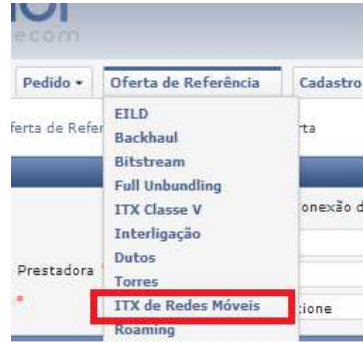 ecom
Pedido
Oferta de Referência
Cadastro
ferta de Refer
rta
EILD
Backhaul
Bitstream
Full Unbundling
ITX Classe V
onexão d
Interligação
Dutos
Prestadora
Torres
*
ITX de Redes Móveis
cione
Roaming